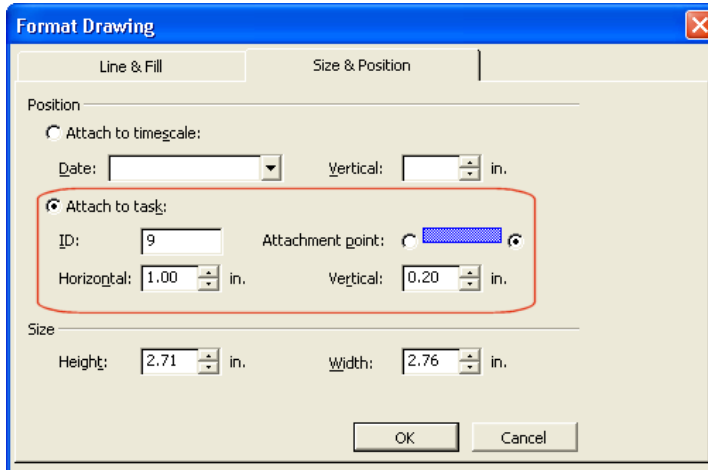 Format Drawing
Line & Fill Size & Position
Position
Attach to timescale:
Date: Vertical: in.
Attach to task:
ID: 9 Attachment point:
Horizontal: 1.00 in. Vertical: 0.20 in.
Size
Height: 2.71 in. Width: 2.76 in.
OK Cancel